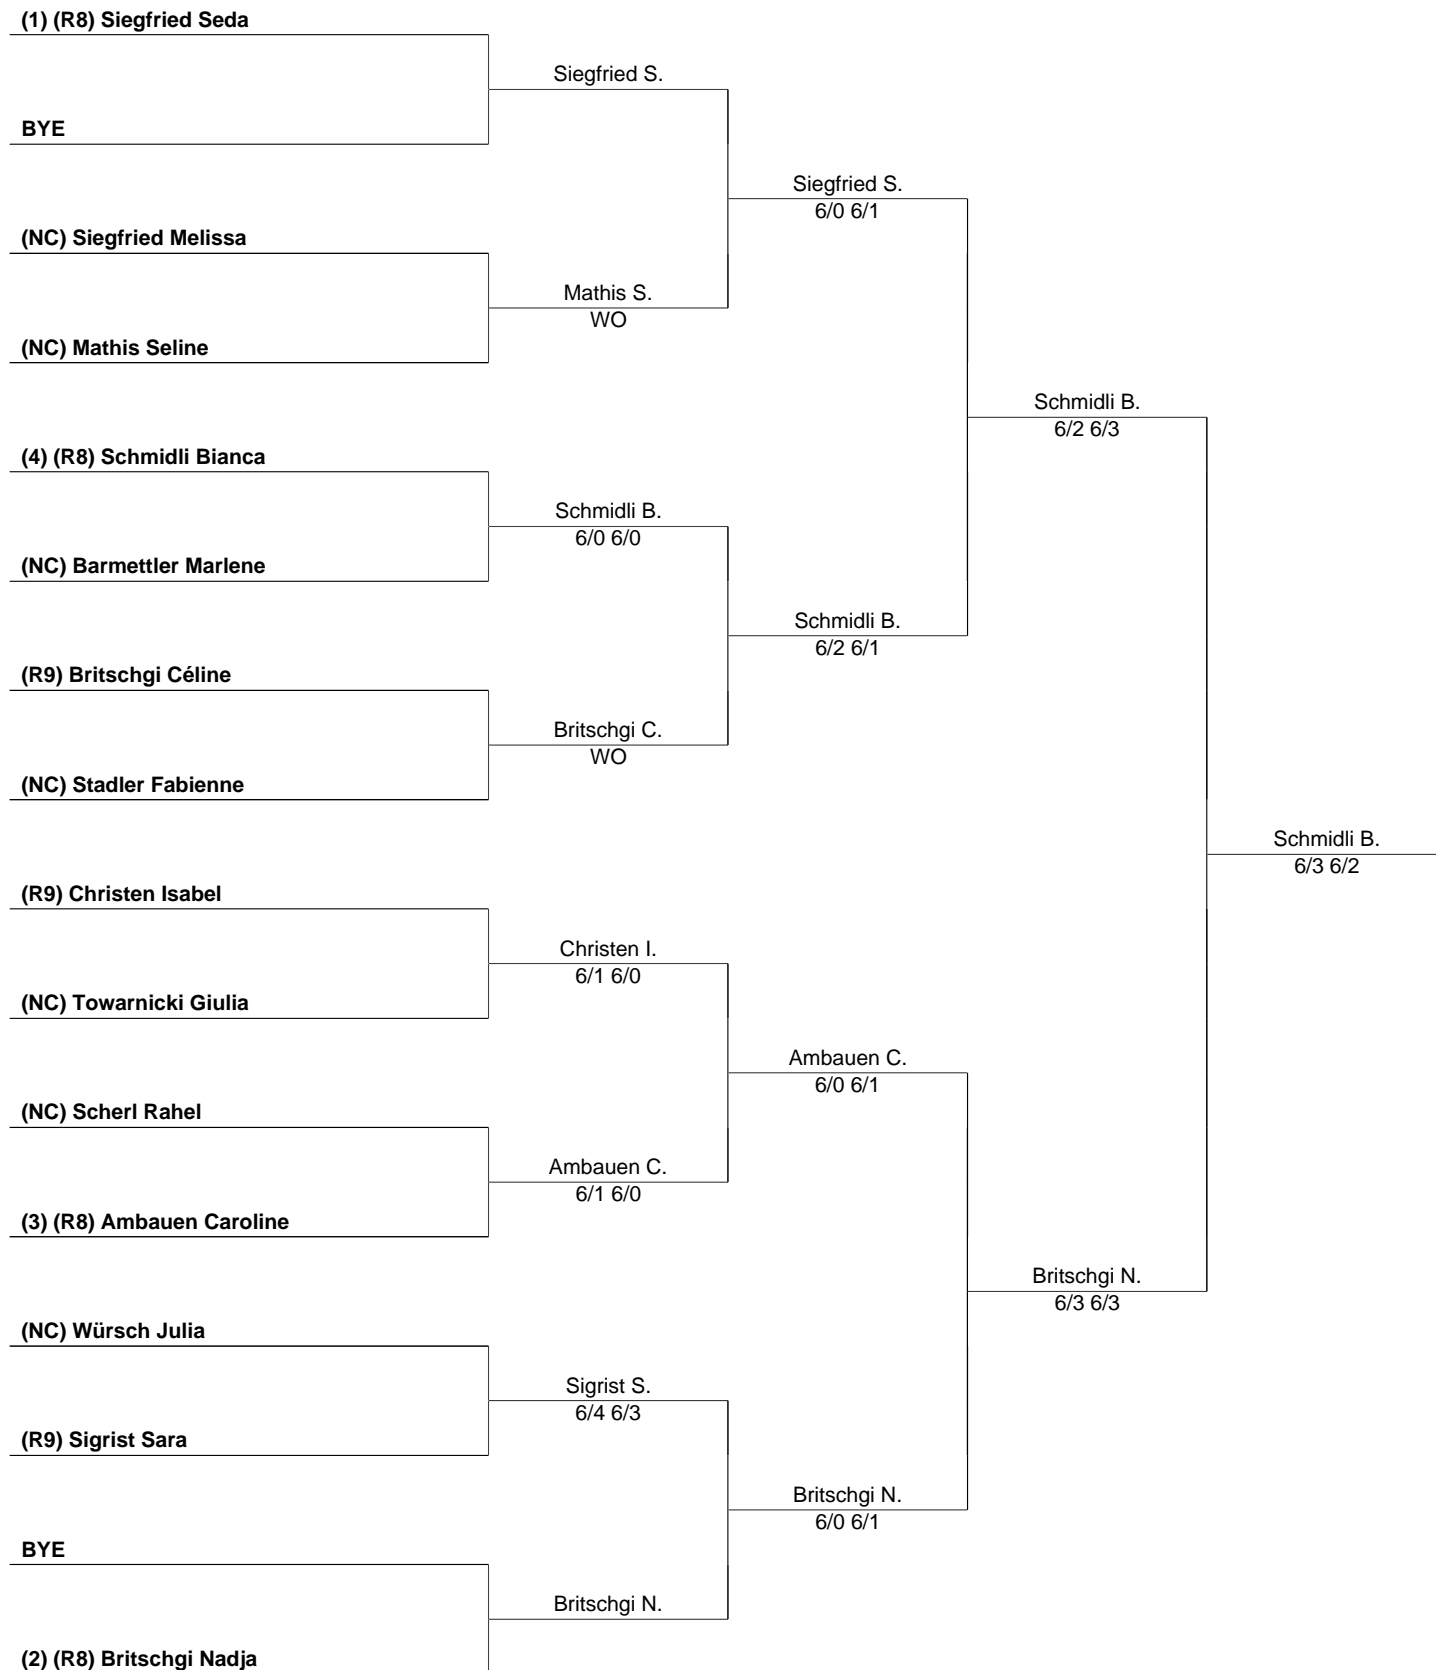 (1) (R8) Siegfried Seda
Siegfried S.
BYE
Siegfried S.
6/0 6/1
(NC) Siegfried Melissa
Mathis S.
WO
(NC) Mathis Seline
Schmidli B.
6/2 6/3
(4) (R8) Schmidli Bianca
Schmidli B.
6/0 6/0
(NC) Barmettler Marlene
Schmidli B.
6/2 6/1
(R9) Britschgi Céline
Britschgi C.
WO
(NC) Stadler Fabienne
Schmidli B.
6/3 6/2
(R9) Christen Isabel
Christen I.
6/1 6/0
(NC) Towarnicki Giulia
Ambauen C.
6/0 6/1
(NC) Scherl Rahel
Ambauen C.
6/1 6/0
(3) (R8) Ambauen Caroline
Britschgi N.
6/3 6/3
(NC) Würsch Julia
Sigrist S.
6/4 6/3
(R9) Sigrist Sara
Britschgi N.
6/0 6/1
BYE
Britschgi N.
(2) (R8) Britschgi Nadja